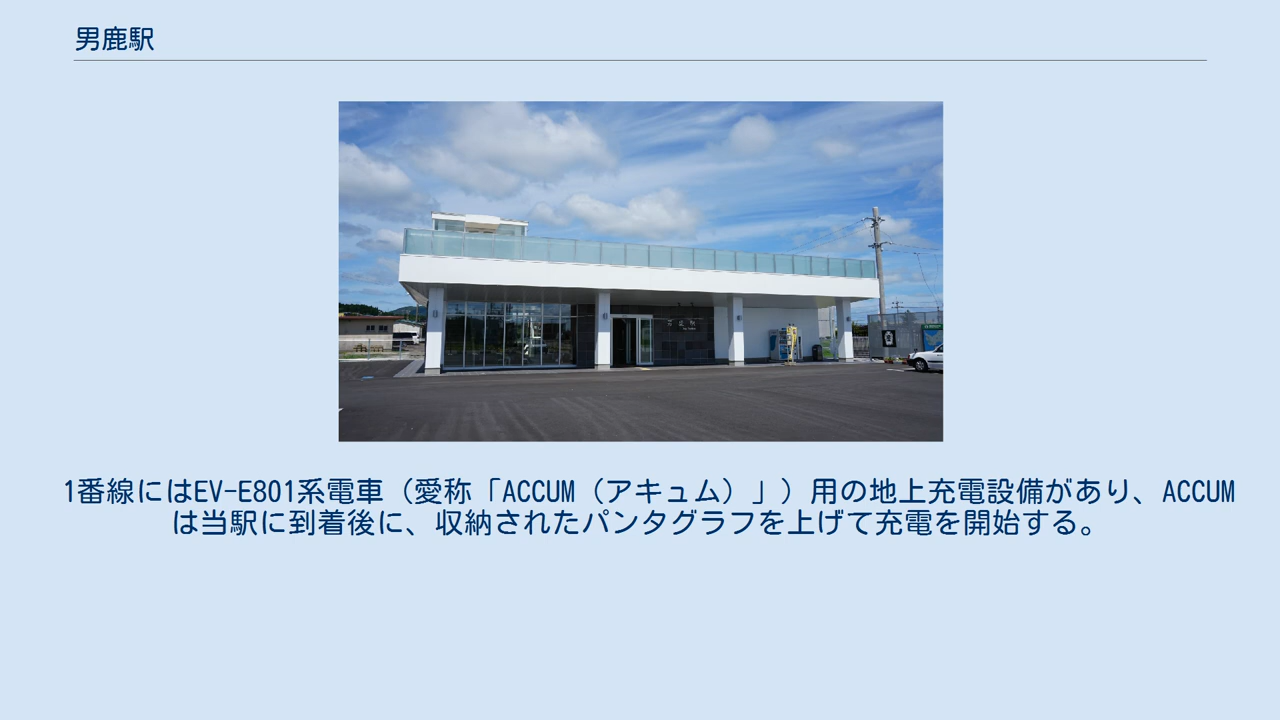 男鹿駅
1番線にはEV-E801系電車（愛称「ACCUM（アキュム）」）用の地上充電設備があり、ACCUM
は当駅に到着後に、収納されたパンタグラフを上げて充電を開始する。